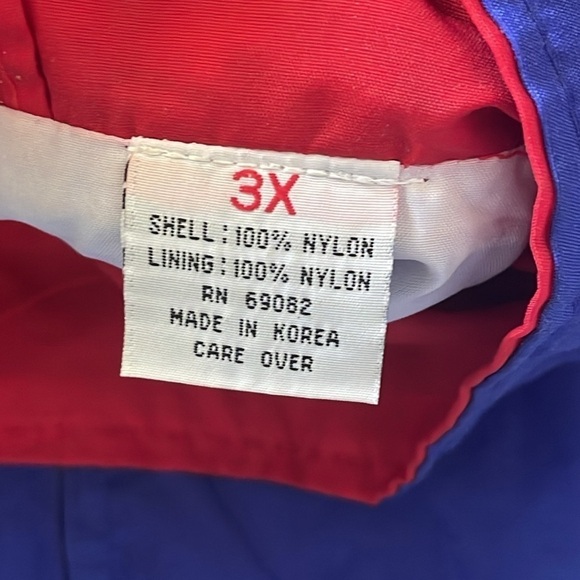 3X
SHELL: 100% NYLON
LINING: 100% NYLON
RN 69082
MADE IN KOREA
CARE OVER